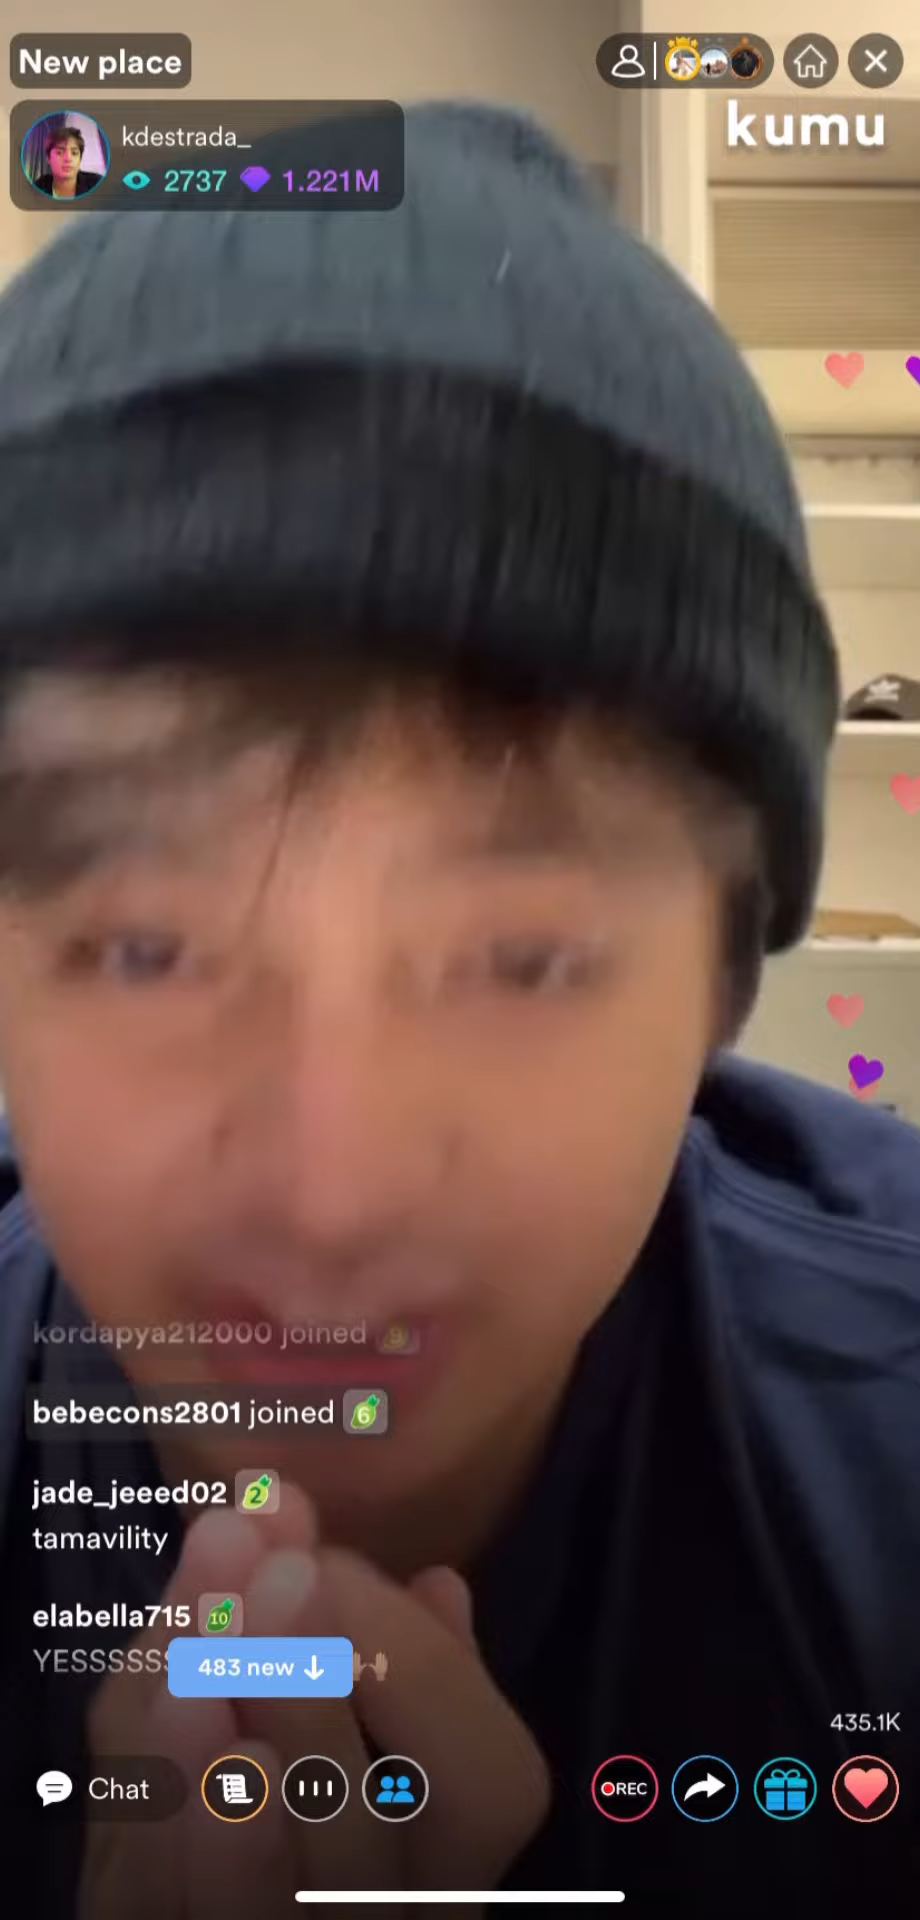 New place
kumu
kdestrada_
2737 1.221M
kordapya212000 joined 9
bebecons2801 joined 6
jade_jeeed02 2
tamavility
elabella715 10
YESSSSS
483 new
435.1K
Chat
REC